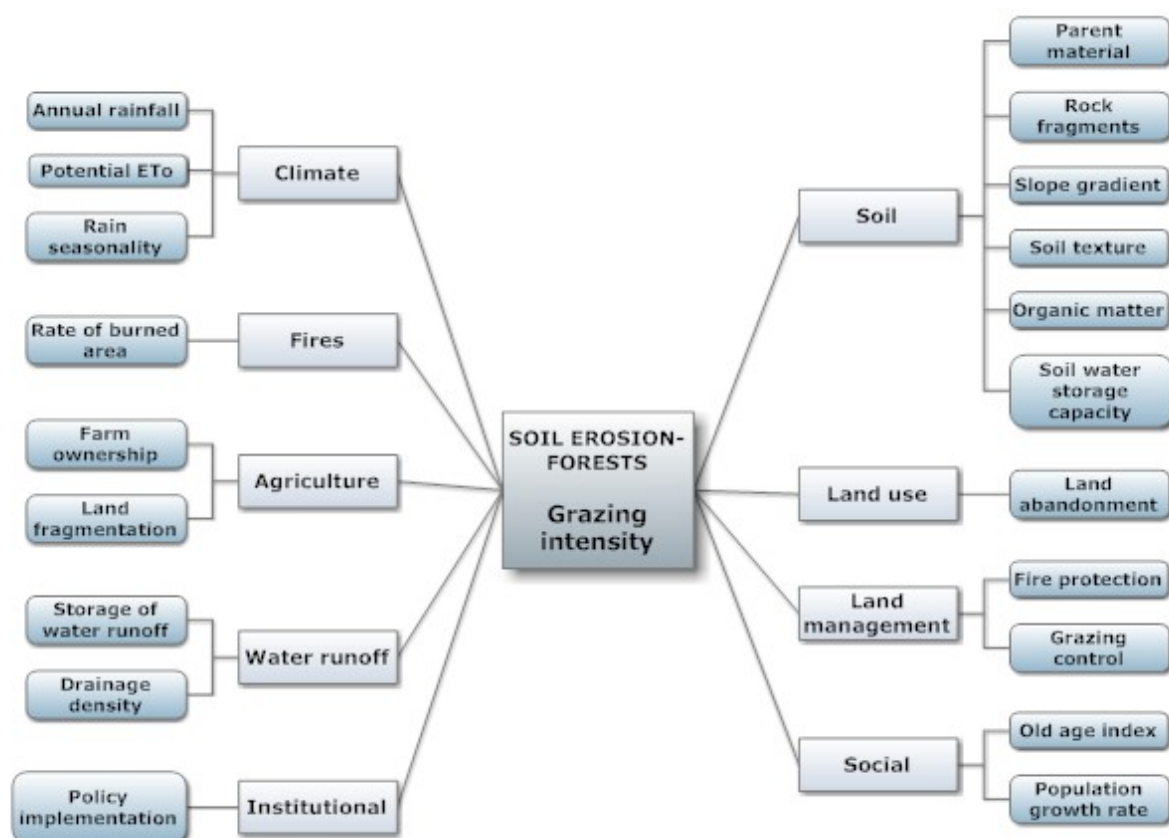 Annual rainfall
Potential ETo
Rain
seasonality
Climate
Rate of burned
area
Fires
Farm
ownership
Land
fragmentation
Agriculture
Storage of
water runoff
Drainage
density
Water runoff
Policy
implementation
Institutional
SOIL EROSION-
FORESTS
Grazing
intensity
Soil
Parent
material
Rock
fragments
Slope gradient
Soil texture
Organic matter
Soil water
storage
capacity
Land use
Land
abandonment
Land
management
Fire protection
Grazing
control
Social
Old age index
Population
growth rate